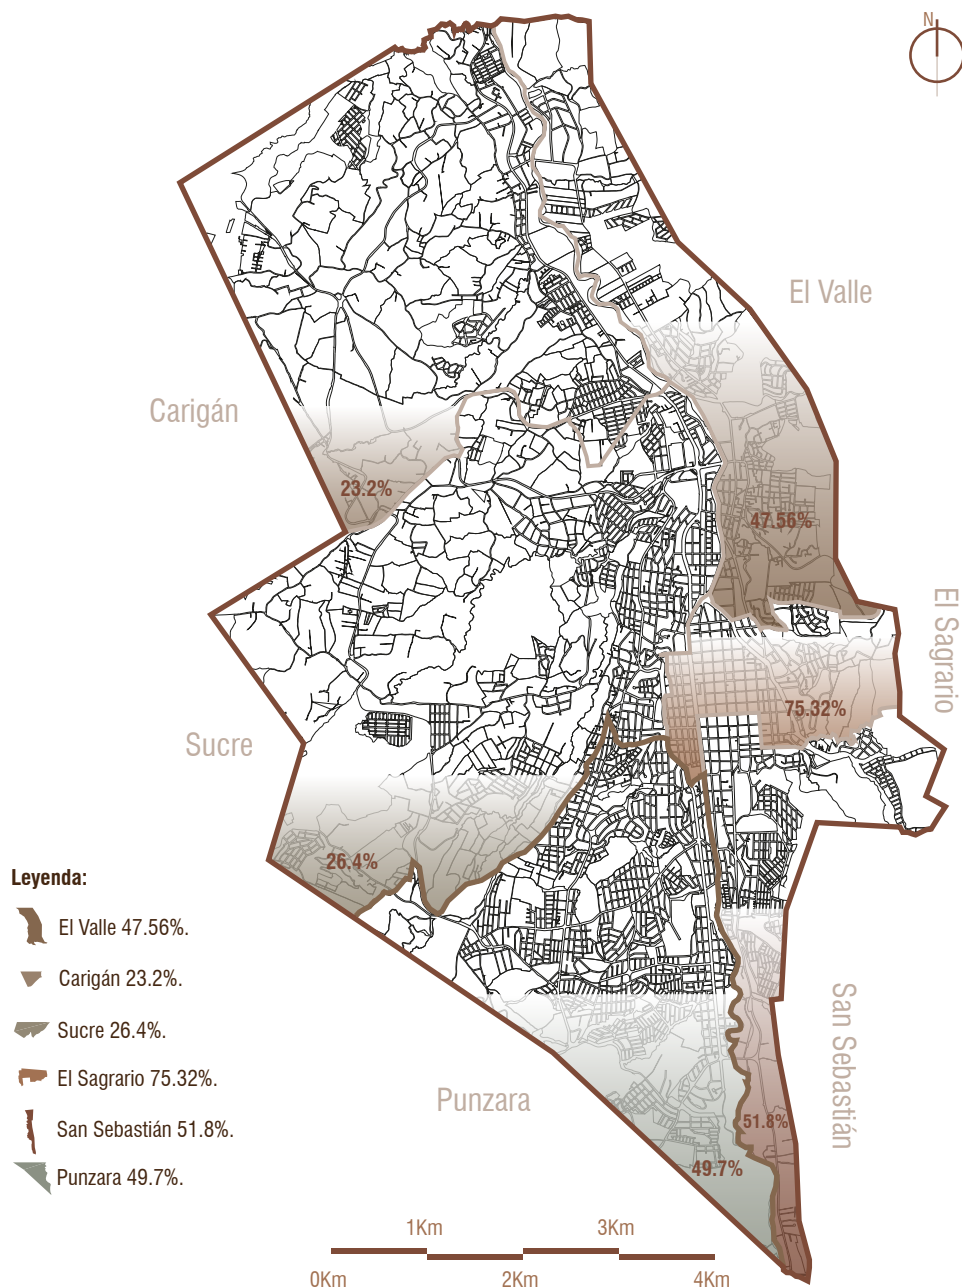 N
El Valle
Carigán
23.2%
47.56%
El Sagrario
75.32%
Sucre
26.4%
Leyenda:
El Valle 47.56%.
Carigán 23.2%.
Sucre 26.4%.
El Sagrario 75.32%.
San Sebastián 51.8%.
Punzara 49.7%.
San Sebastián
Punzara
51.8%
49.7%
1Km
3Km
0Km
2Km
4Km